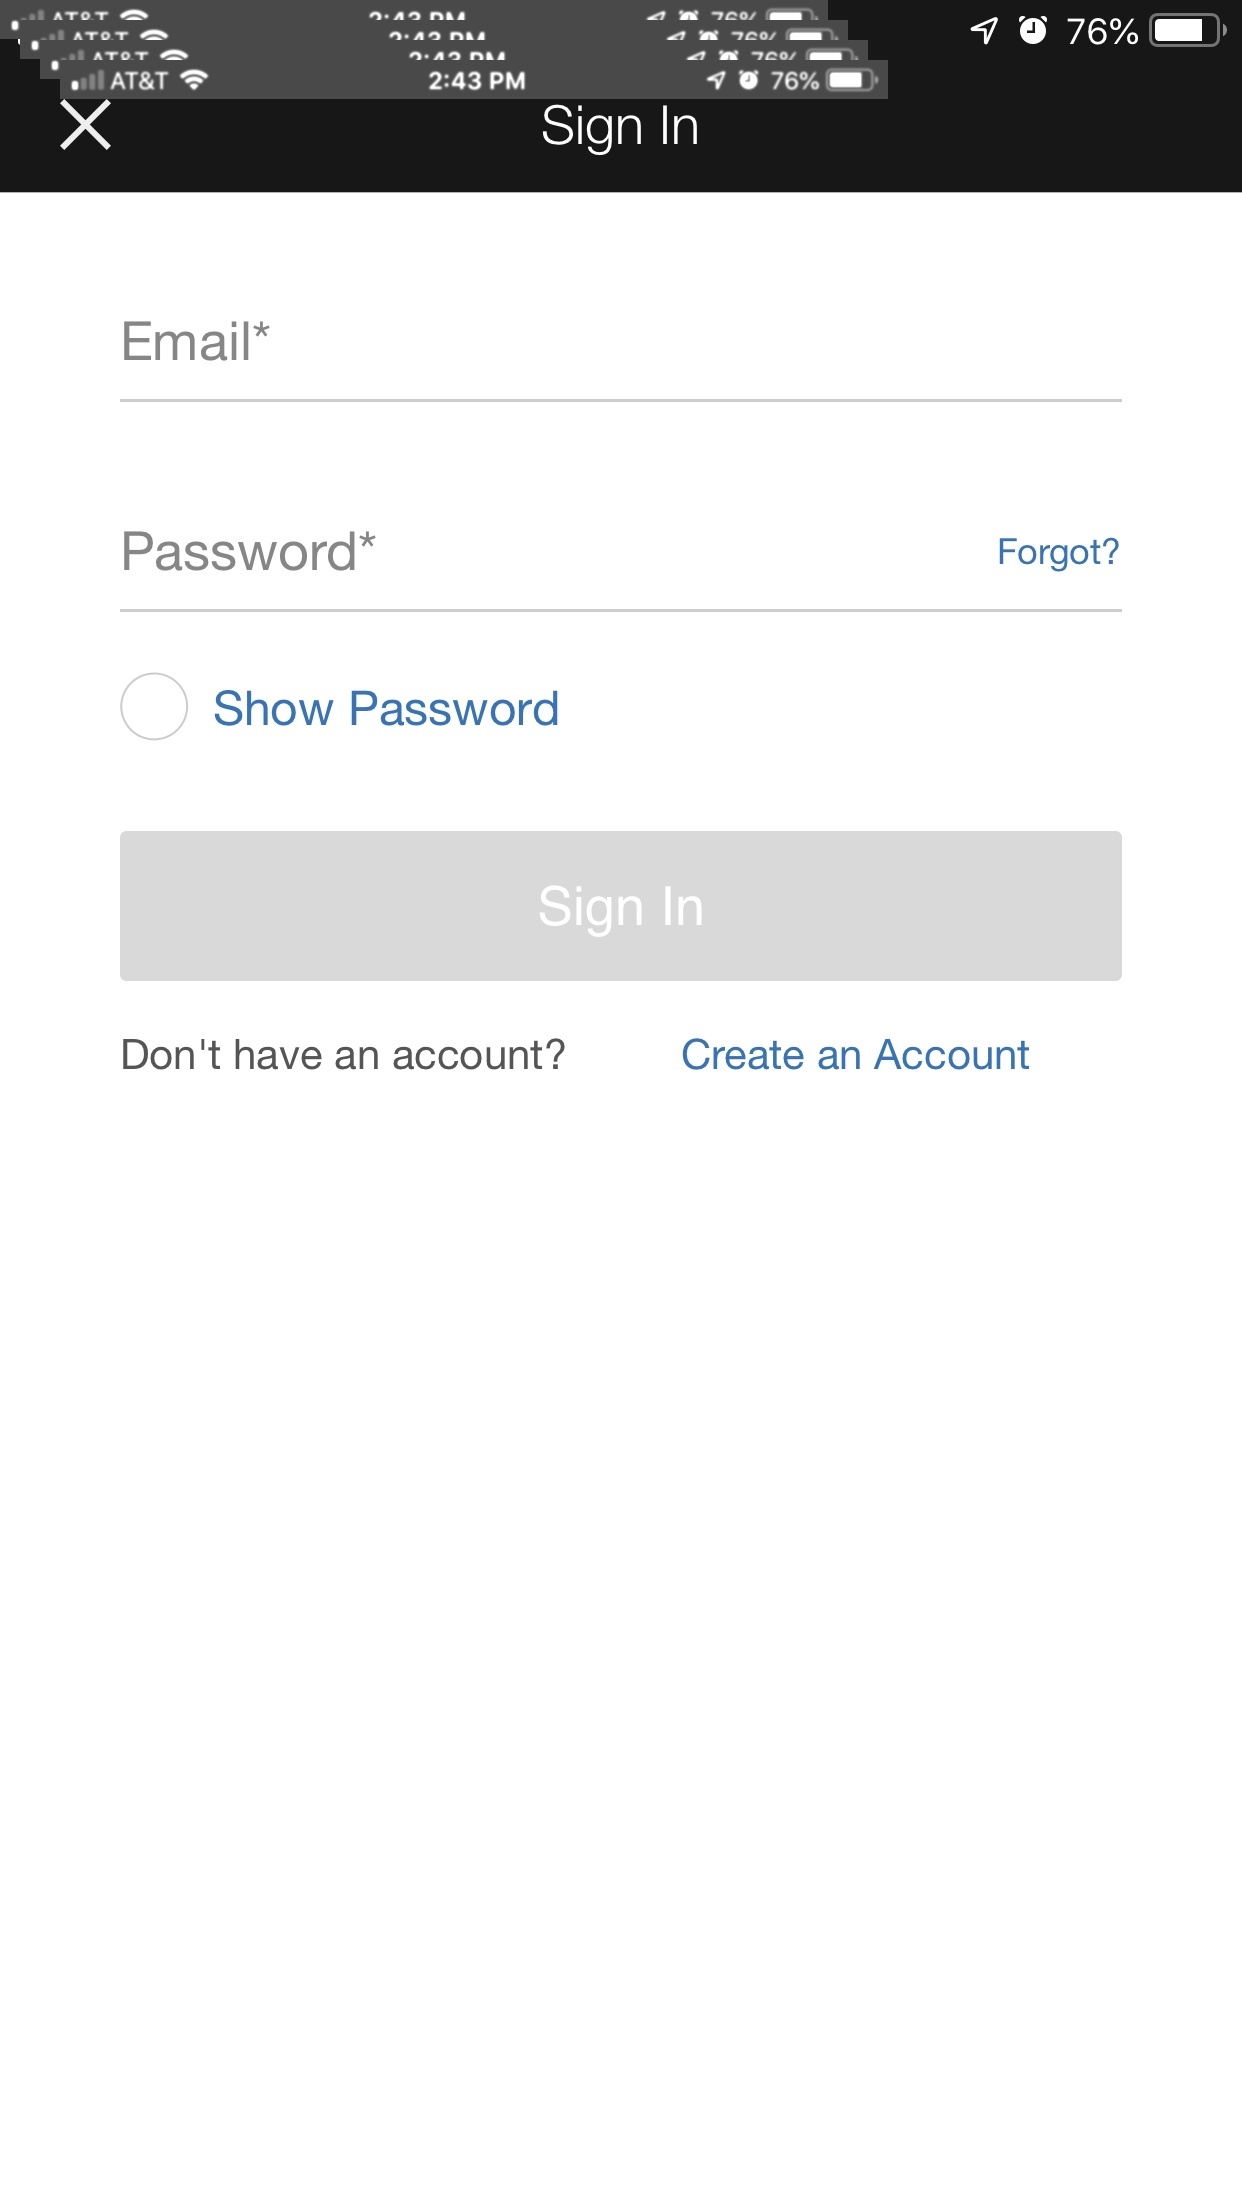 76%
AT&T 2:43 PM 76%
AT&T 2:43 PM 76%
AT&T 2:43 PM 76%
AT&T 2:43 PM 76%
Sign In
Email*
Password* Forgot?
Show Password
Sign In
Don't have an account? Create an Account